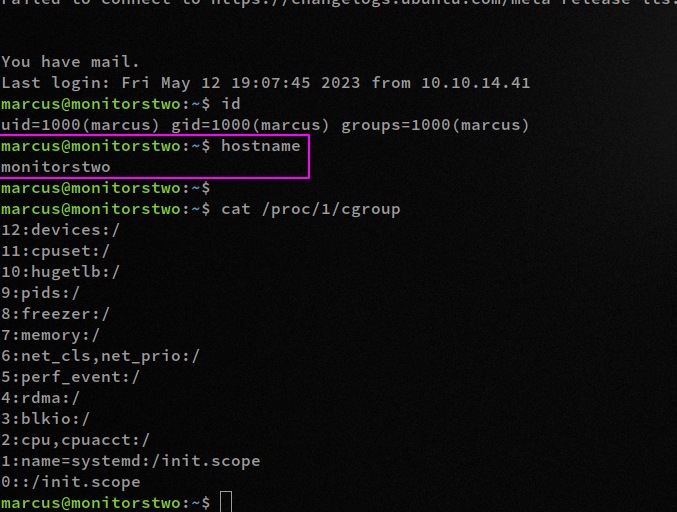 Failed to connect to https://changelogs.ubuntu.com/meta-release-lts.
You have mail.
Last login: Fri May 12 19:07:45 2023 from 10.10.14.41
marcus@monitorstwo:~$ id
uid=1000(marcus) gid=1000(marcus) groups=1000(marcus)
marcus@monitorstwo:~$ hostname
monitorstwo
marcus@monitorstwo:~$
marcus@monitorstwo:~$ cat /proc/1/cgroup
12:devices:/
11:cpuset:/
10:hugetlb:/
9:pids:/
8:freezer:/
7:memory:/
6:net_cls,net_prio:/
5:perf_event:/
4:rdma:/
3:blkio:/
2:cpu,cpuacct:/
1:name=systemd:/init.scope
0::/init.scope
marcus@monitorstwo:~$